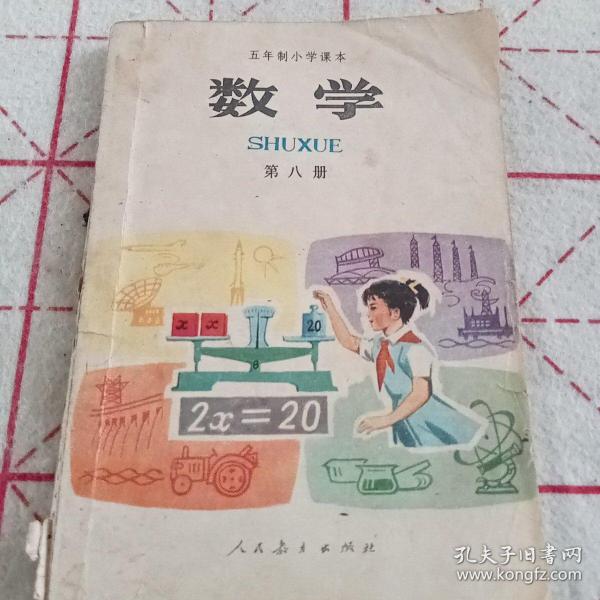 五年制小学课本
数学
SHUXUE
第八册
x x 20
2x=20
人民教育出版社
孔夫子旧书网
www.kongfz.com